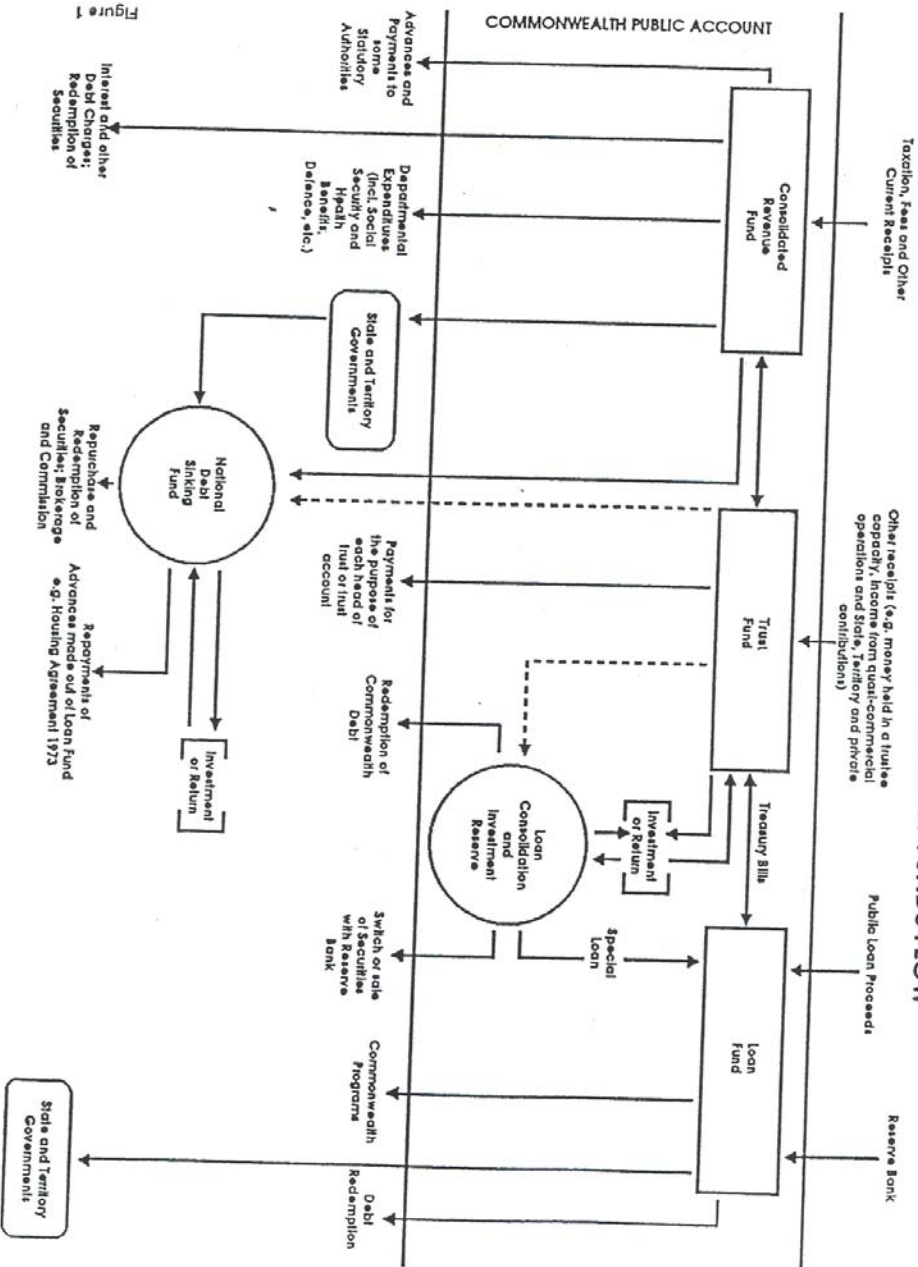 FUNDS FLOW
Taxation, Fees and Other
Current Receipts
Other receipts (e.g. money held in a trustee
capacity, income from quasi-commercial
operations and State, Territory and private
contributions)
Public Loan Proceeds
Reserve Bank
COMMONWEALTH PUBLIC ACCOUNT
Consolidated
Revenue
Fund
Trust
Fund
Treasury Bills
Loan
Fund
Investment
or Return
Special
Loan
Loan
Consolidation
and
Investment
Reserve
Advances and
Payments to
some
Statutory
Authorities
Departmental
Expenditures
(incl. Social
Security and
Health
Benefits,
Defence, etc.)
State and Territory
Governments
Payments for
the purpose of
each head of
trust or trust
account
Redemption of
Commonwealth
Debt
Switch or sale
of Securities
with Reserve
Bank
Commonwealth
Programs
Debt
Redemption
National
Debt
Sinking
Fund
Investment
or Return
Interest and other
Debt Charges;
Redemption of
Securities
Repurchase and
Redemption of
Securities; Brokerage
and Commission
Repayments of
Advances made out of Loan Fund
e.g. Housing Agreement 1973
State and Territory
Governments
Figure 1